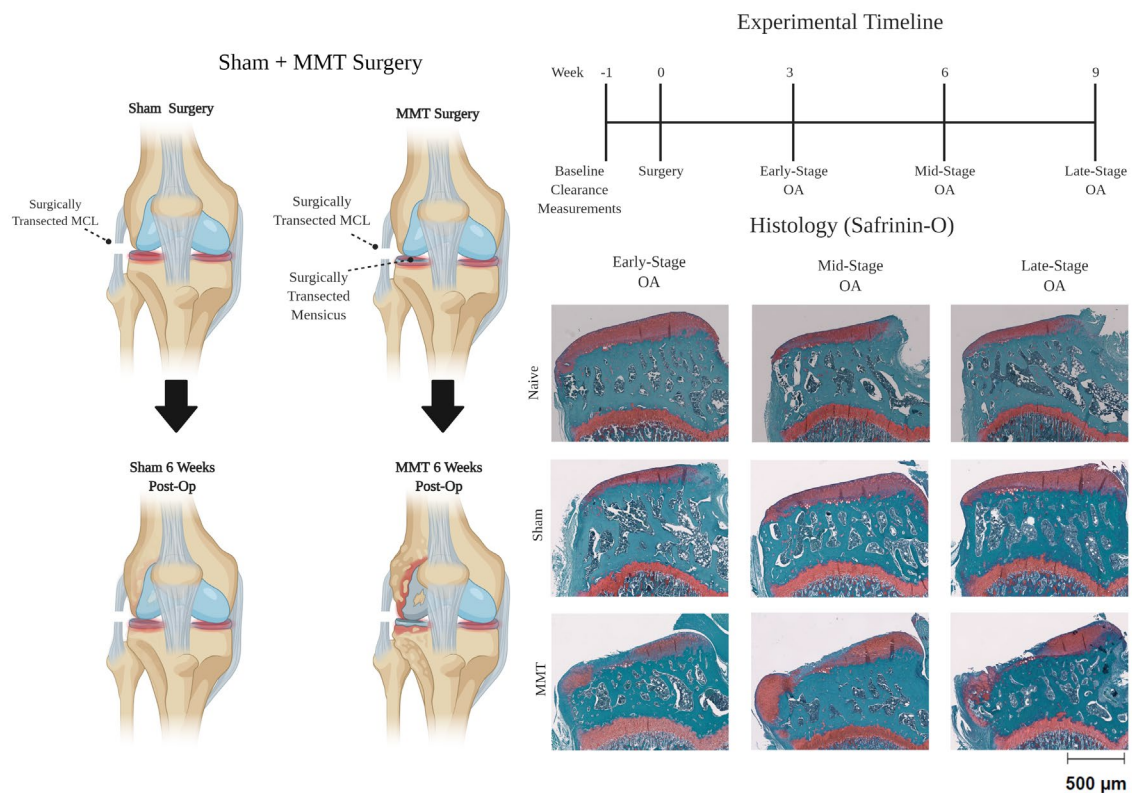 Sham + MMT Surgery
Sham Surgery
MMT Surgery
Surgically
Transected MCL
Surgically
Transected MCL
Surgically
Transected
Mensicus
Sham 6 Weeks
Post-Op
MMT 6 Weeks
Post-Op
Experimental Timeline
Week -1 0 3 6 9
Baseline
Clearance
Measurements
Surgery
Early-Stage
OA
Mid-Stage
OA
Late-Stage
OA
Histology (Safrinin-O)
Early-Stage
OA
Mid-Stage
OA
Late-Stage
OA
Naive
Sham
MMT
500 µm